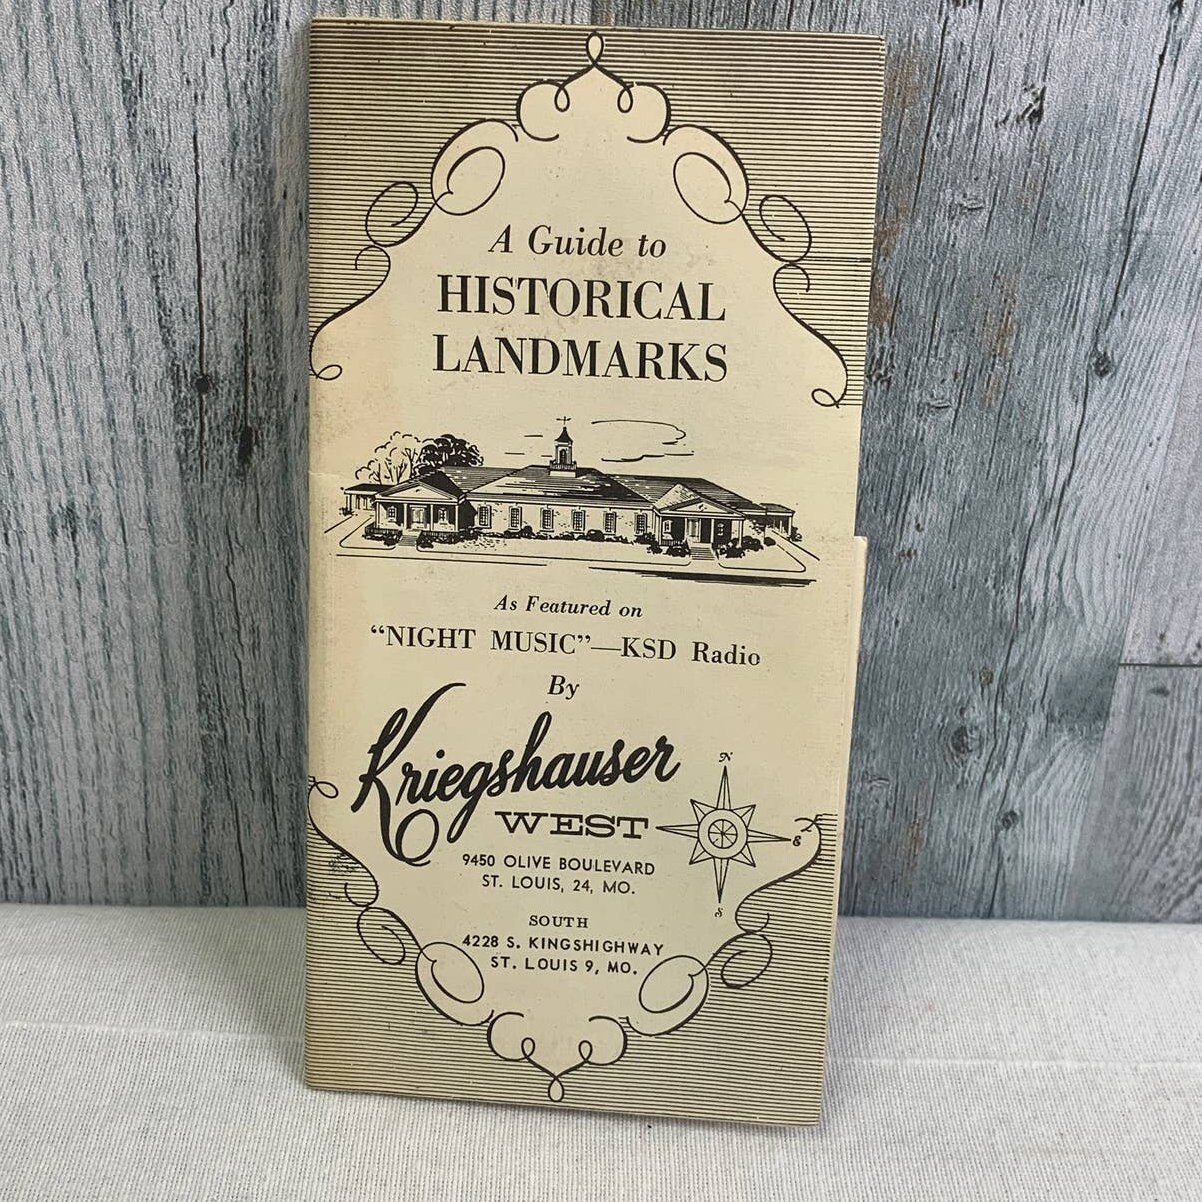 A Guide to
HISTORICAL
LANDMARKS
As Featured on
“NIGHT MUSIC”—KSD Radio
By
Kriegshauser
WEST
N
E
S
9450 OLIVE BOULEVARD
ST. LOUIS, 24, MO.
SOUTH
4228 S. KINGSHIGHWAY
ST. LOUIS 9, MO.